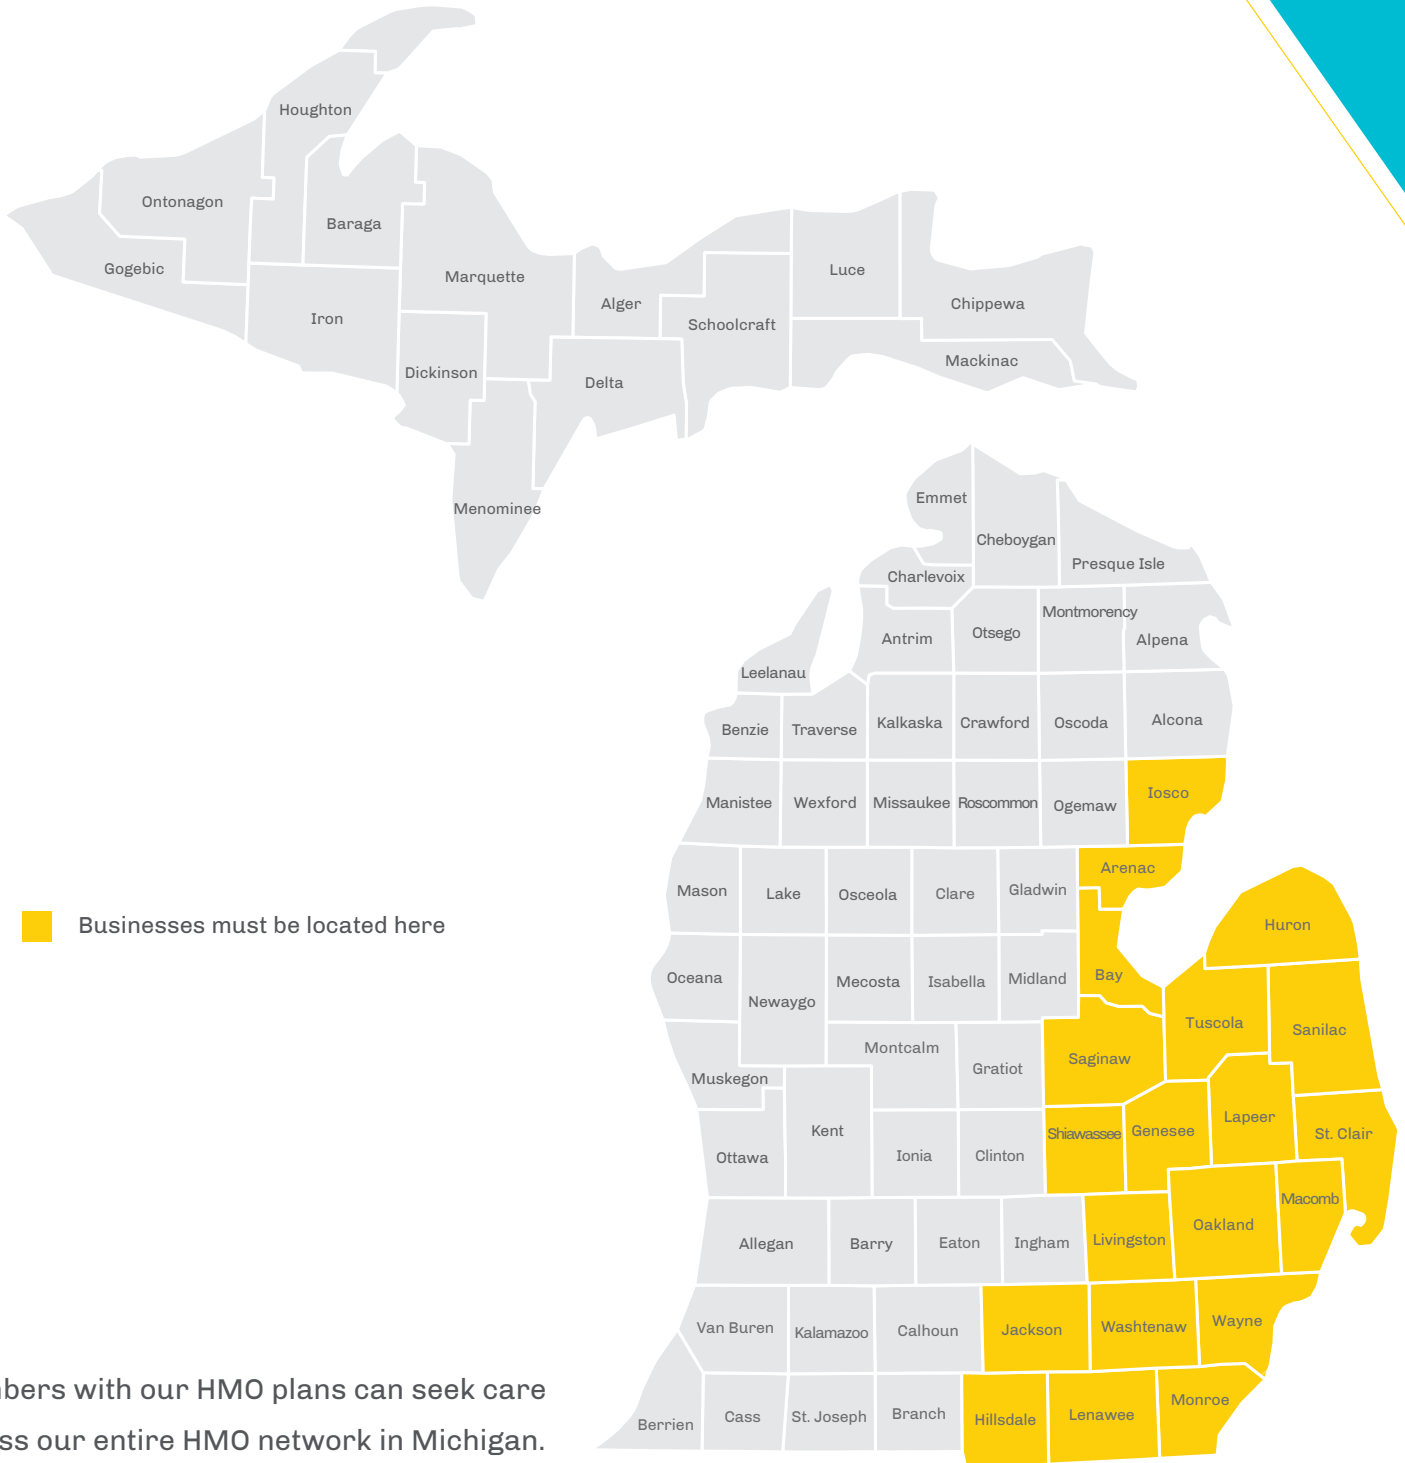 Houghton
Ontonagon
Baraga
Gogebic
Marquette
Luce
Alger
Chippewa
Iron
Schoolcraft
Mackinac
Dickinson
Delta
Emmet
Menominee
Cheboygan
Presque Isle
Charlevoix
Montmorency
Otsego
Antrim
Alpena
Leelanau
Benzie
Traverse
Kalkaska
Crawford
Oscoda
Alcona
Manistee
Wexford
Missaukee
Roscommon
Ogemaw
Iosco
Arenac
Mason
Lake
Osceola
Clare
Gladwin
Huron
Businesses must be located here
Oceana
Newaygo
Mecosta
Isabella
Midland
Bay
Tuscola
Sanilac
Montcalm
Gratiot
Saginaw
Muskegon
Kent
Ottawa
Ionia
Clinton
Shiawassee
Genesee
Lapeer
St. Clair
Macomb
Oakland
Allegan
Barry
Eaton
Ingham
Livingston
Van Buren
Kalamazoo
Calhoun
Jackson
Washtenaw
Wayne
Berrien
Cass
St. Joseph
Branch
Hillsdale
Lenawee
Monroe
with our HMO plans can seek care
our entire HMO network in Michigan.